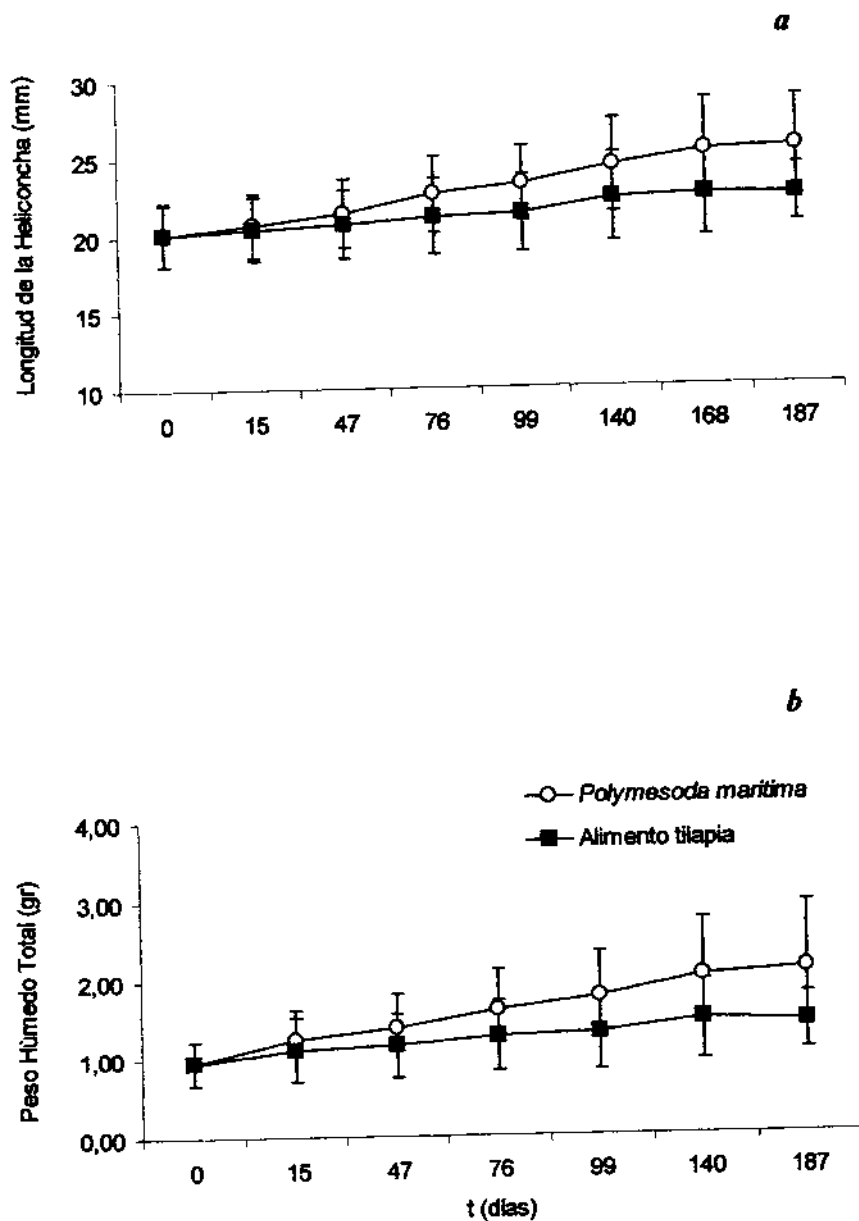 a
Longitud de la Heliconcha (mm)
30
25
20
15
10
0 15 47 76 99 140 168 187
b
Polymesoda maritima
Alimento tilapia
Peso Húmedo Total (gr)
4,00
3,00
2,00
1,00
0,00
0 15 47 76 99 140 187
t (días)